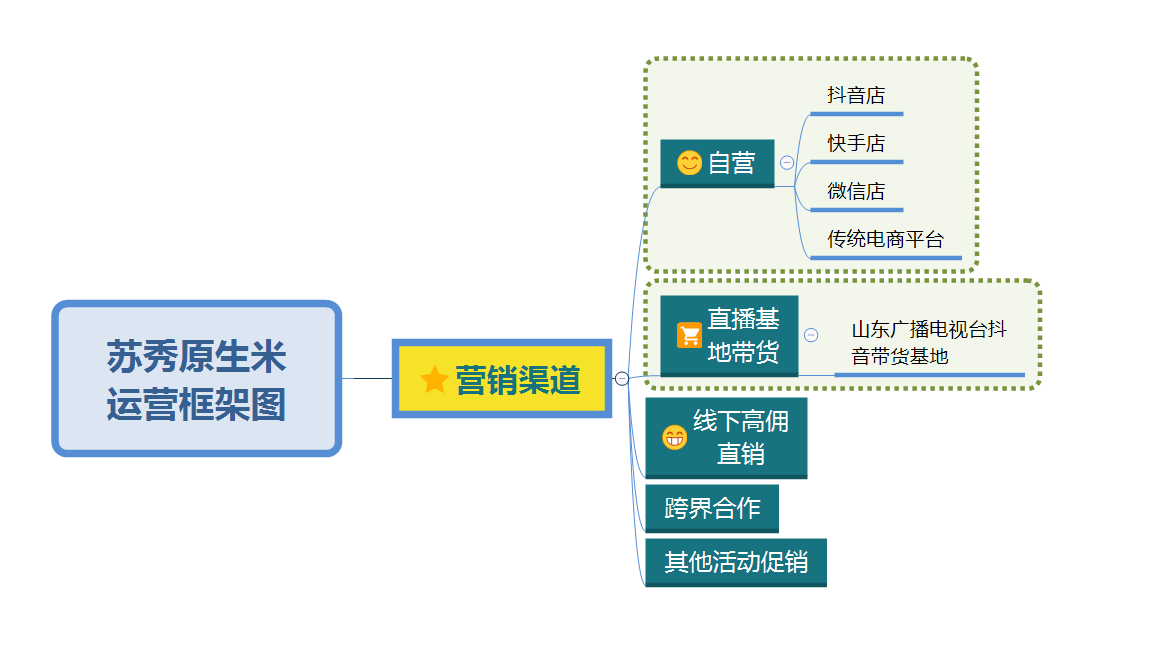 苏秀原生米
运营框架图
营销渠道
自营
抖音店
快手店
微信店
传统电商平台
直播基
地带货
山东广播电视台抖
音带货基地
线下高佣
直销
跨界合作
其他活动促销